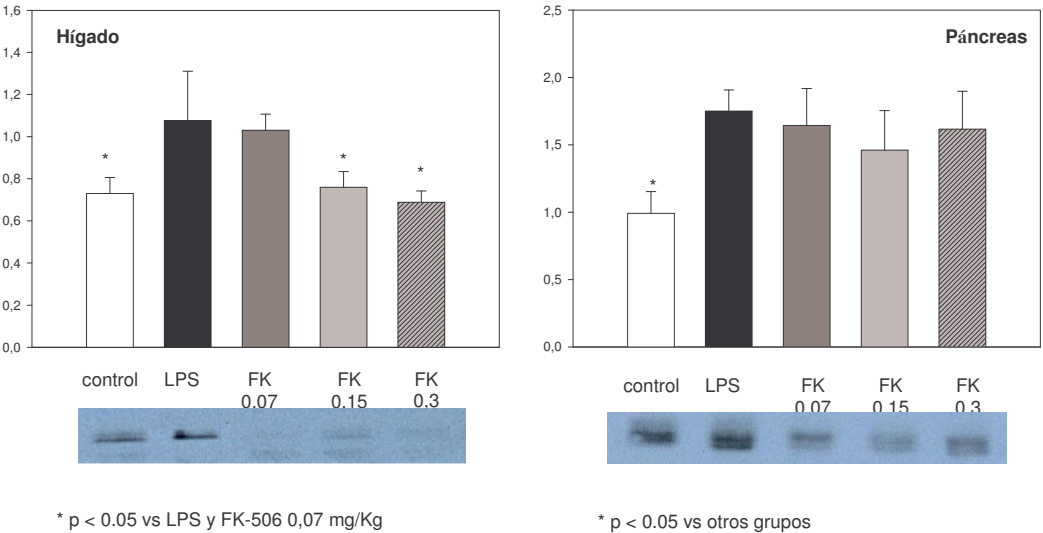 Hígado
1,6
1,4
1,2
1,0
0,8
0,6
0,4
0,2
0,0
*
*
*
control LPS FK FK FK
0,07 0,15 0,3
* p < 0.05 vs LPS y FK-506 0,07 mg/Kg
Páncreas
2,5
2,0
1,5
1,0
0,5
0,0
*
control LPS FK FK FK
0,07 0,15 0,3
* p < 0.05 vs otros grupos